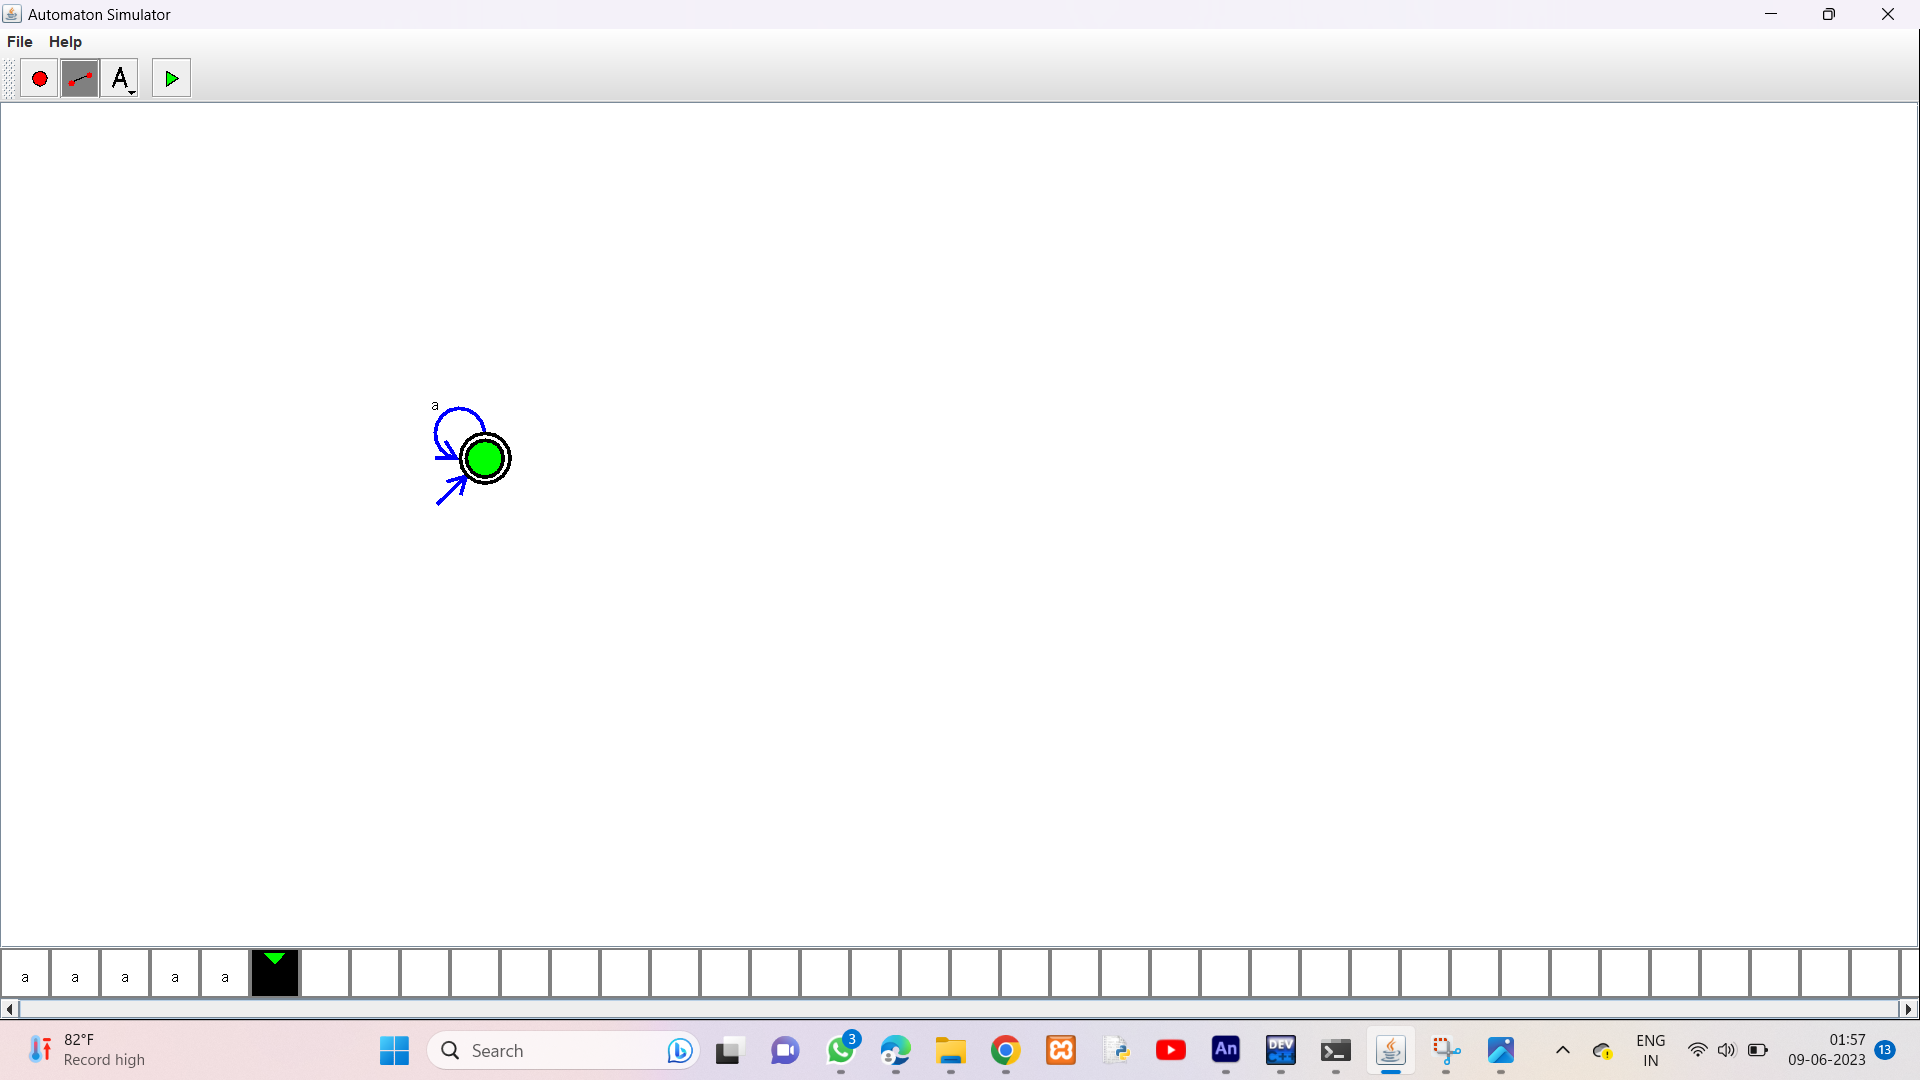 Automaton Simulator
File Help
A
a
a a a a a
82°F
Record high
Search
3
An
DEV
ENG
IN
01:57
09-06-2023
13